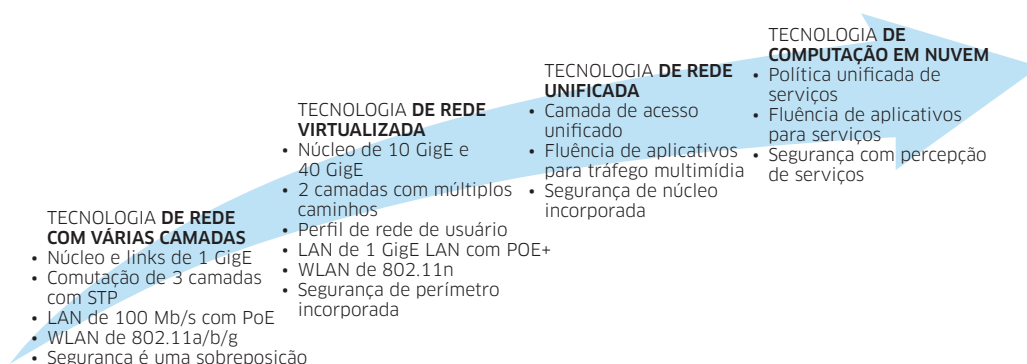 TECNOLOGIA DE REDE
COM VÁRIAS CAMADAS
• Núcleo e links de 1 GigE
• Comutação de 3 camadas
com STP
• LAN de 100 Mb/s com PoE
• WLAN de 802.11a/b/g
• Segurança é uma sobreposição
TECNOLOGIA DE REDE
VIRTUALIZADA
• Núcleo de 10 GigE e
40 GigE
• 2 camadas com múltiplos
caminhos
• Perfil de rede de usuário
• LAN de 1 GigE LAN com POE+
• WLAN de 802.11n
• Segurança de perímetro
incorporada
TECNOLOGIA DE REDE
UNIFICADA
• Camada de acesso
unificado
• Fluência de aplicativos
para tráfego multimídia
• Segurança de núcleo
incorporada
TECNOLOGIA DE
COMPUTAÇÃO EM NUVEM
• Política unificada de
serviços
• Fluência de aplicativos
para serviços
• Segurança com percepção
de serviços